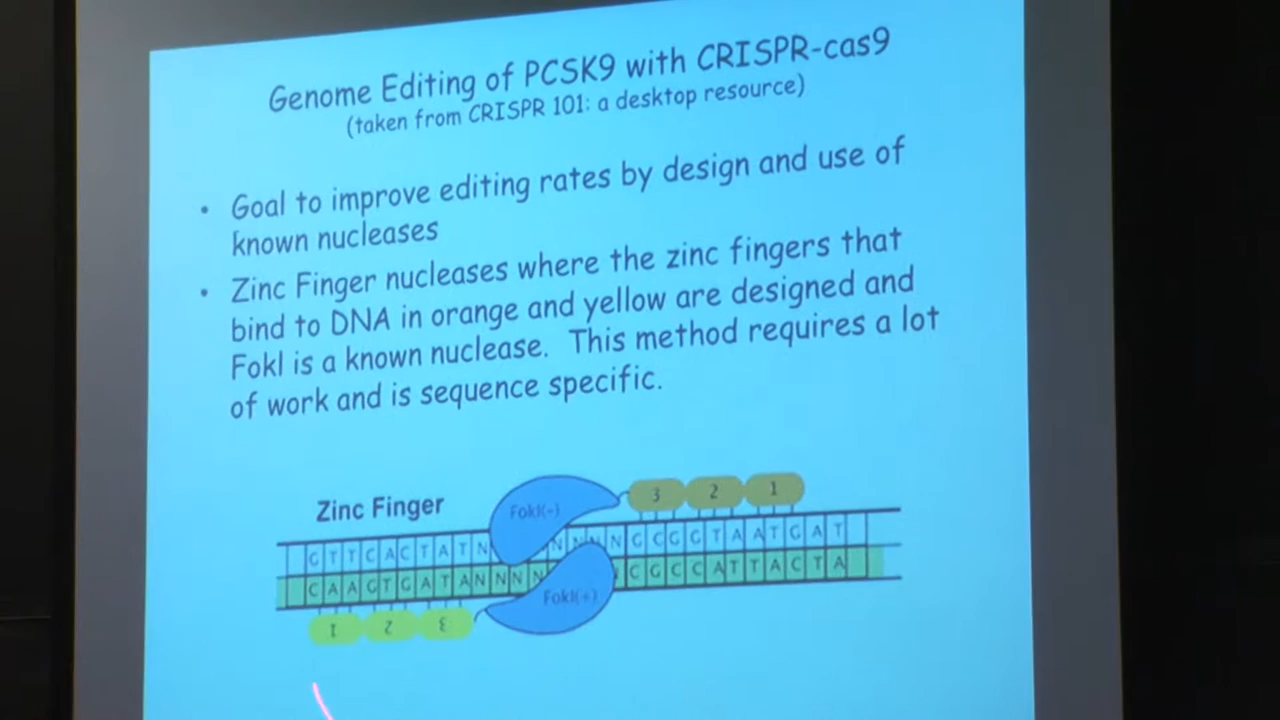 Genome Editing of PCSK9 with CRISPR-cas9
(taken from CRISPR 101: a desktop resource)
• Goal to improve editing rates by design and use of
known nucleases
• Zinc Finger nucleases where the zinc fingers that
bind to DNA in orange and yellow are designed and
FokI is a known nuclease. This method requires a lot
of work and is sequence specific.
Zinc Finger
FokI(-)
3 2 1
FokI(+)
1 2 3